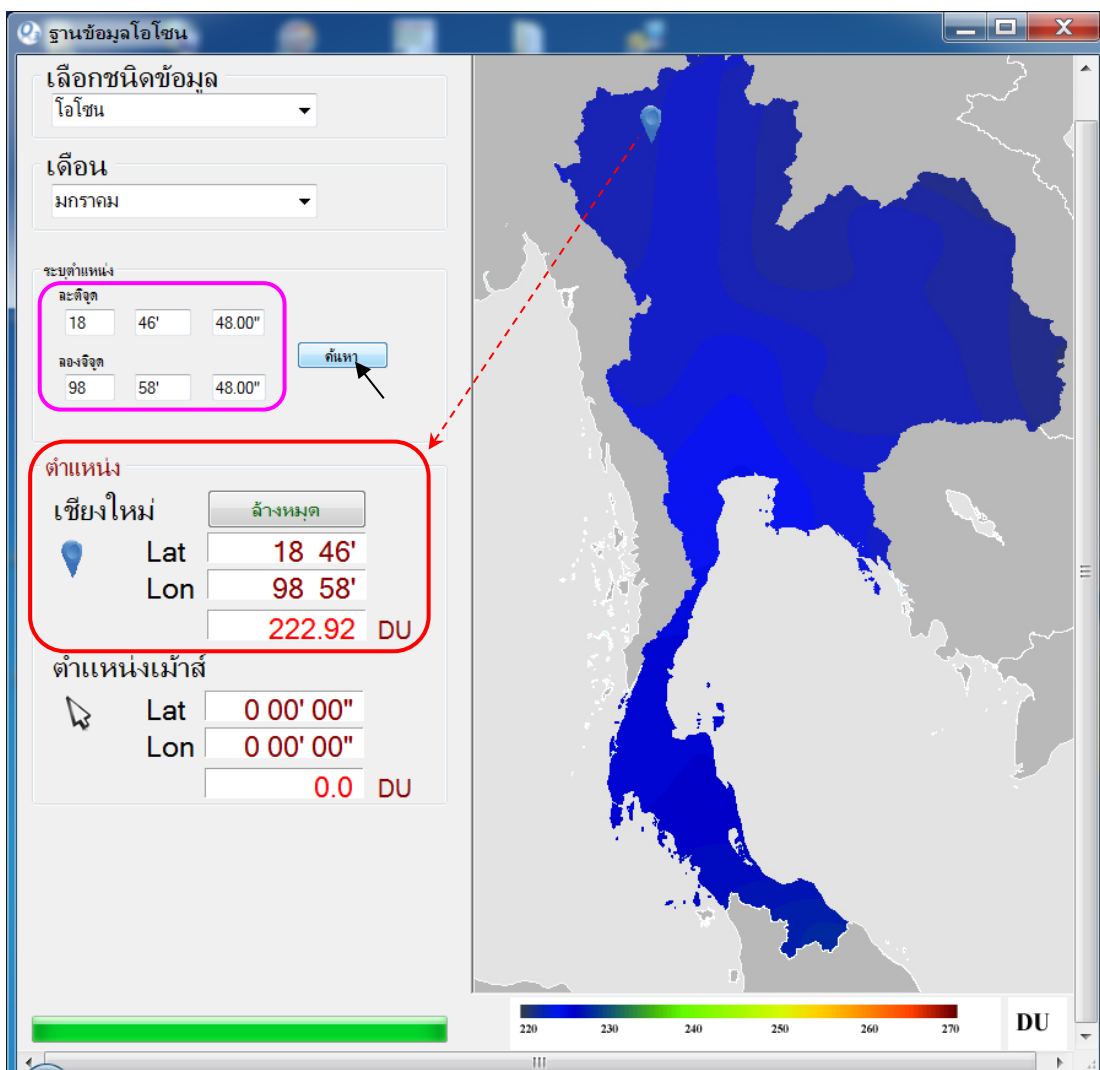 ฐานข้อมูลโอโซน
เลือกชนิดข้อมูล
โอโซน
เดือน
มกราคม
ระบุตำแหน่ง
ละติจูด
18 46' 48.00"
ค้นหา
ลองจิจูด
98 58' 48.00"
ตำแหน่ง
เชียงใหม่ ล้างหมุด
Lat 18 46'
Lon 98 58'
222.92 DU
ตำแหน่งเม้าส์
Lat 0 00' 00"
Lon 0 00' 00"
0.0 DU
220 230 240 250 260 270 DU